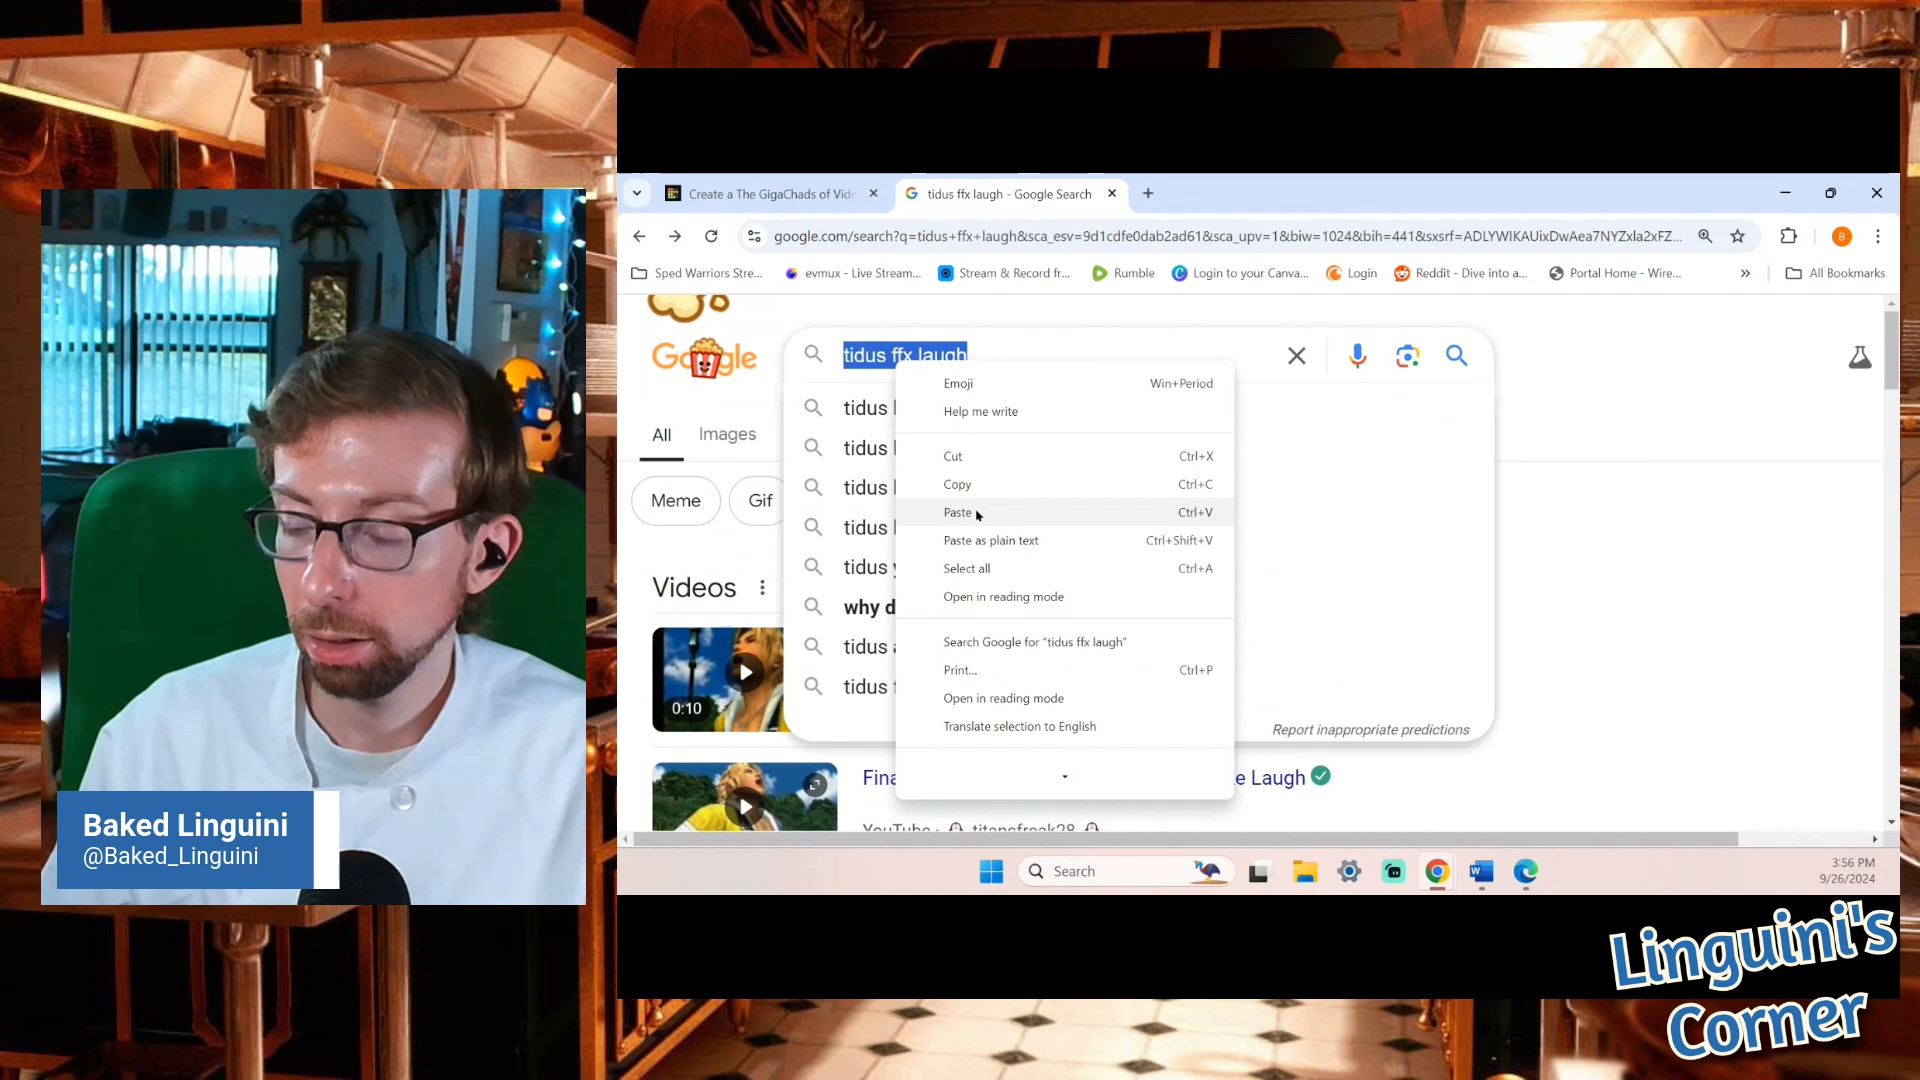 Create a The GigaChads of Vid
tidus ffx laugh - Google Search
google.com/search?q=tidus+ffx+laugh&sca_esv=9d1cdfe0dab2ad61&sca_upv=1&biw=1024&bih=441&sxsrf=ADLYWIKAUixDwAea7NYZxla2xFZ...
Sped Warriors Stre...
evmux - Live Stream...
Stream & Record fr...
Rumble
Login to your Canva...
Login
Reddit - Dive into a...
Portal Home - Wire...
»
All Bookmarks
Google
tidus ffx laugh
Emoji Win+Period
Help me write
Cut Ctrl+X
Copy Ctrl+C
Paste Ctrl+V
Paste as plain text Ctrl+Shift+V
Select all Ctrl+A
Open in reading mode
Search Google for “tidus ffx laugh”
Print... Ctrl+P
Open in reading mode
Translate selection to English
tidus
tidus
tidus
tidus
tidus
why d
tidus
tidus
Report inappropriate predictions
All
Images
Meme
Gif
Videos
0:10
Fina
e Laugh
YouTube · titansfreak28
Search
3:56 PM
9/26/2024
Baked Linguini
@Baked_Linguini
Linguini's
Corner